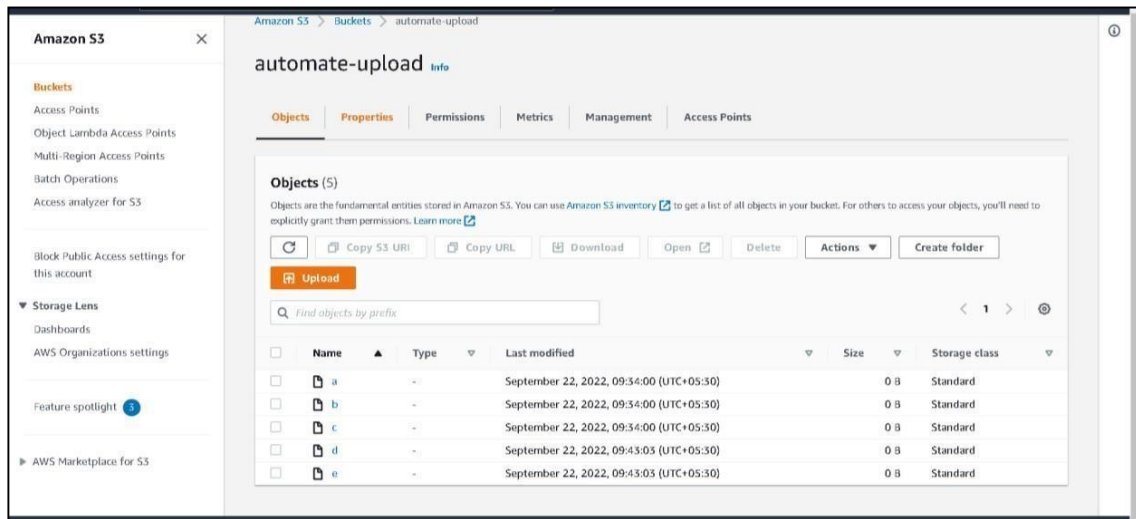 Amazon S3 > Buckets > automate-upload
Amazon S3
automate-upload Info
Buckets
Access Points
Object Lambda Access Points
Multi-Region Access Points
Batch Operations
Access analyzer for S3
Block Public Access settings for
this account
Storage Lens
Dashboards
AWS Organizations settings
Feature spotlight 3
AWS Marketplace for S3
Objects Properties Permissions Metrics Management Access Points
Objects (5)
Objects are the fundamental entities stored in Amazon S3. You can use Amazon S3 inventory to get a list of all objects in your bucket. For others to access your objects, you'll need to
explicitly grant them permissions. Learn more
Copy S3 URI Copy URL Download Open Delete Actions Create folder
Upload
Find objects by prefix
< 1 >
Name Type Last modified Size Storage class
a - September 22, 2022, 09:34:00 (UTC+05:30) 0 B Standard
b - September 22, 2022, 09:34:00 (UTC+05:30) 0 B Standard
c - September 22, 2022, 09:34:00 (UTC+05:30) 0 B Standard
d - September 22, 2022, 09:43:03 (UTC+05:30) 0 B Standard
e - September 22, 2022, 09:43:03 (UTC+05:30) 0 B Standard